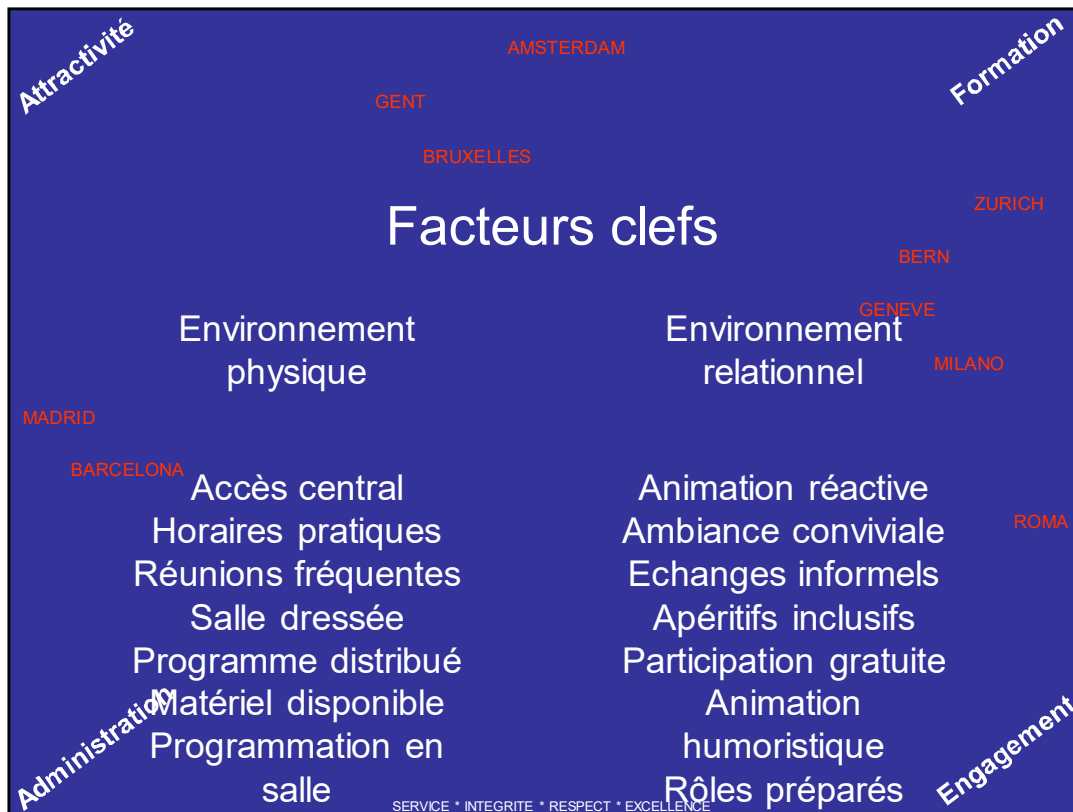 Attractivité
Formation
AMSTERDAM
GENT
BRUXELLES
ZURICH
Facteurs clefs
BERN
GENEVE
Environnement
physique
Environnement
relationnel
MILANO
MADRID
BARCELONA
Accès central
Horaires pratiques
Réunions fréquentes
Salle dressée
Programme distribué
Matériel disponible
Programmation en
salle
Animation réactive
Ambiance conviviale
Echanges informels
Apéritifs inclusifs
Participation gratuite
Animation
humoristique
Rôles préparés
ROMA
Administration
Engagement
SERVICE * INTEGRITE * RESPECT * EXCELLENCE